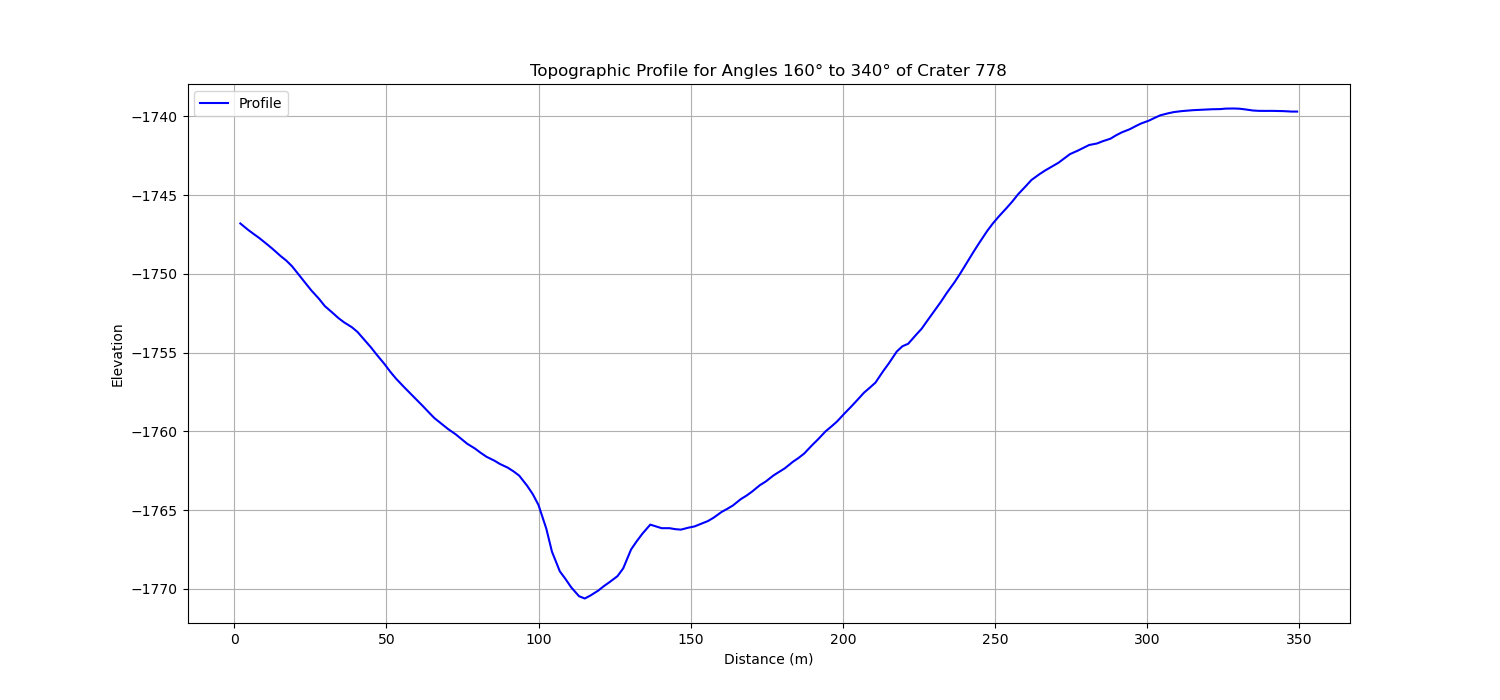 Topographic Profile for Angles 160° to 340° of Crater 778
Profile
−1740
−1745
−1750
−1755
−1760
−1765
−1770
Elevation
0 50 100 150 200 250 300 350
Distance (m)